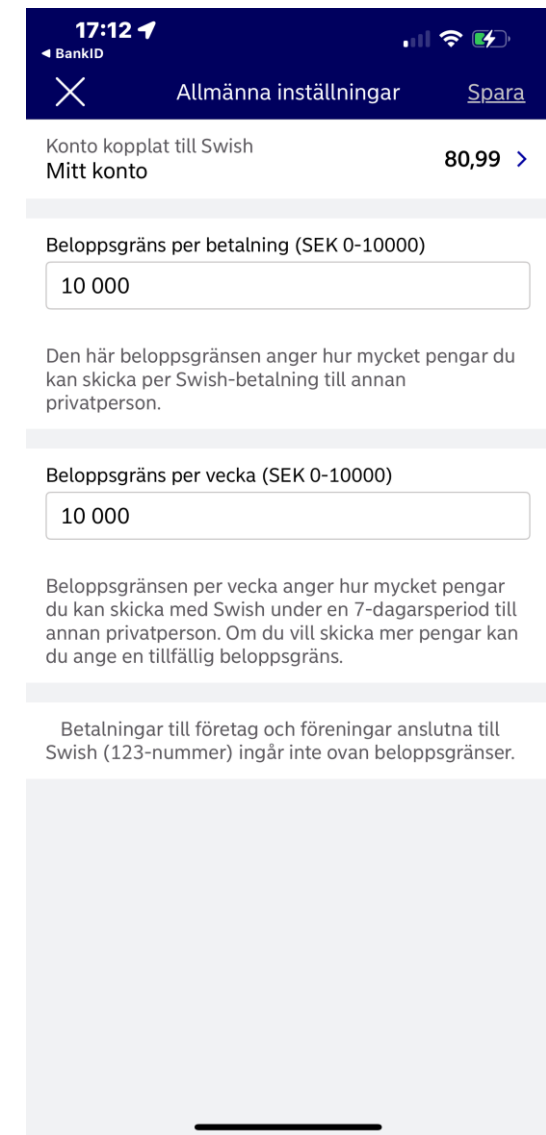 17:12
◀ BankID
Allmänna inställningar
Spara
Konto kopplat till Swish
Mitt konto
80,99
Beloppsgräns per betalning (SEK 0-10000)
10 000
Den här beloppsgränsen anger hur mycket pengar du
kan skicka per Swish-betalning till annan
privatperson.
Beloppsgräns per vecka (SEK 0-10000)
10 000
Beloppsgränsen per vecka anger hur mycket pengar
du kan skicka med Swish under en 7-dagarsperiod till
annan privatperson. Om du vill skicka mer pengar kan
du ange en tillfällig beloppsgräns.
Betalningar till företag och föreningar anslutna till
Swish (123-nummer) ingår inte ovan beloppsgränser.